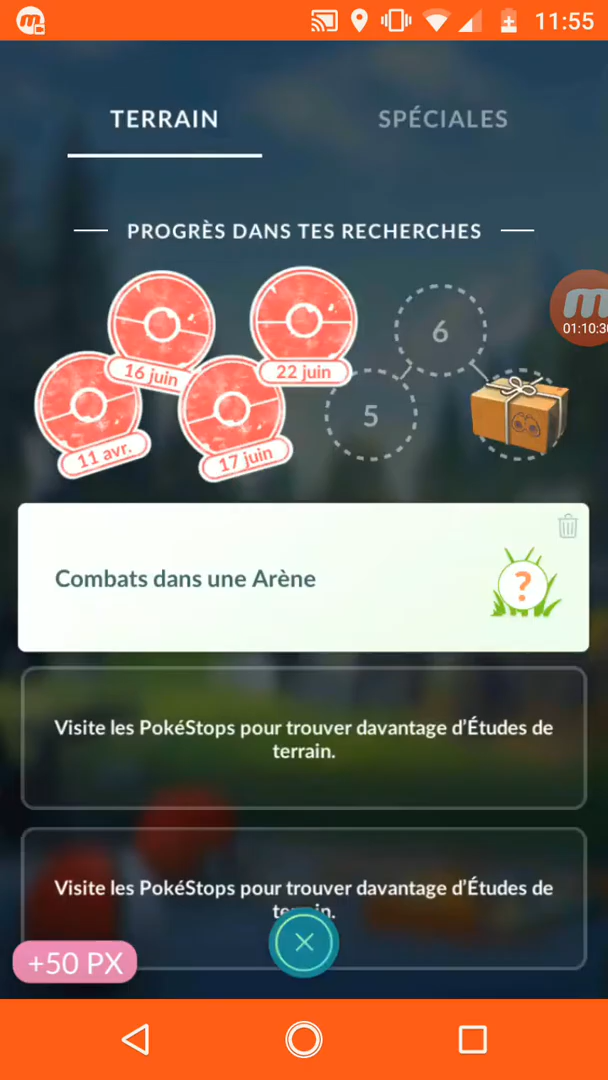 11:55
TERRAIN
SPÉCIALES
PROGRÈS DANS TES RECHERCHES
16 juin
22 juin
6
11 avr.
17 juin
5
01:10:30
Combats dans une Arène
?
Visite les PokéStops pour trouver davantage d'Études de
terrain.
Visite les PokéStops pour trouver davantage d'Études de
+50 PX